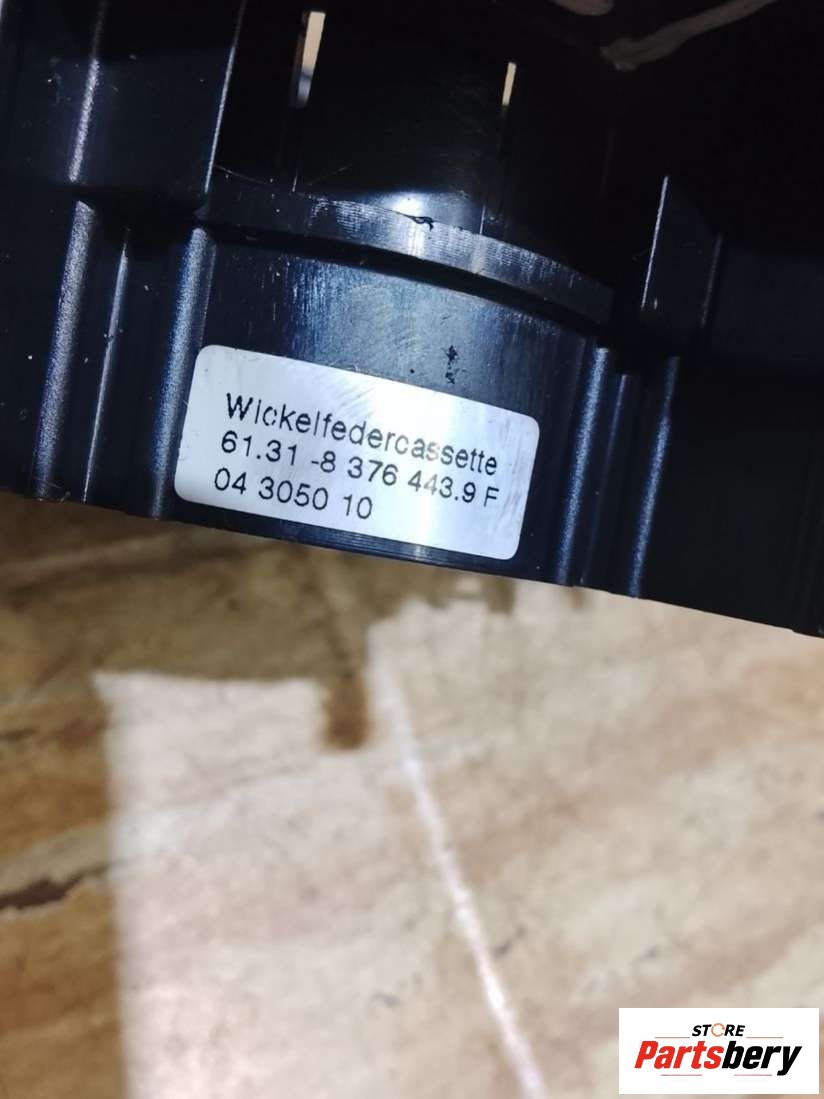 Wickelfedercassette
61.31 -8 376 443.9 F
04 3050 10
STORE
Partsbery